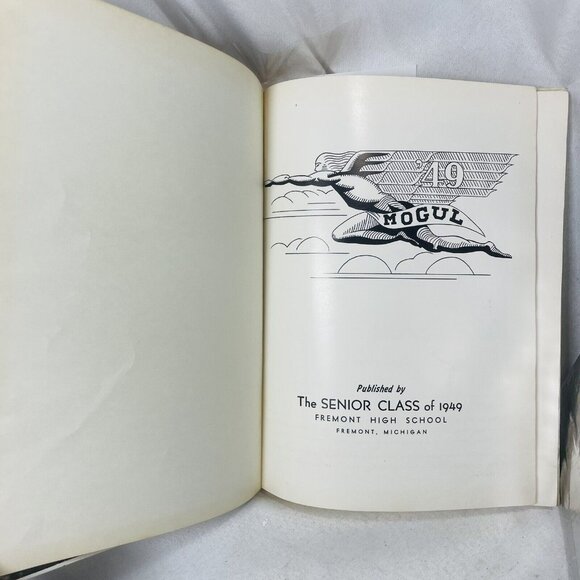 '49
MOGUL
Published by
The SENIOR CLASS of 1949
FREMONT HIGH SCHOOL
FREMONT, MICHIGAN